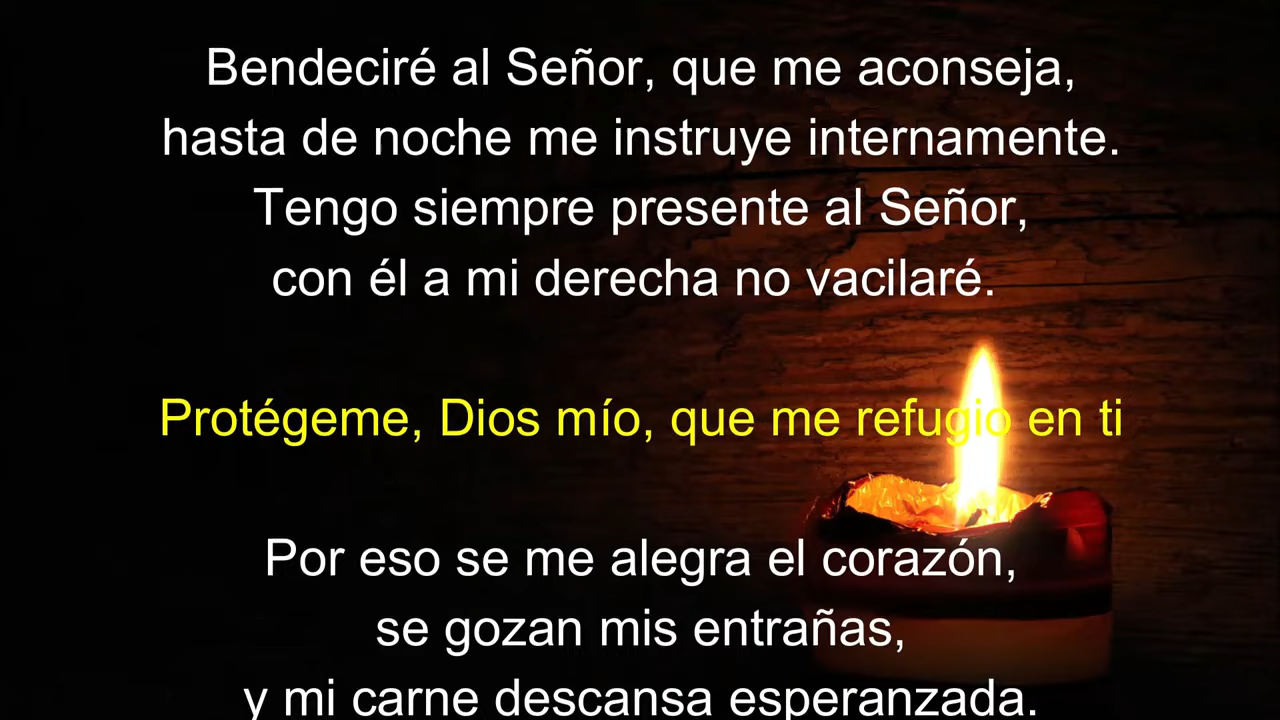 Bendeciré al Señor, que me aconseja,
hasta de noche me instruye internamente.
Tengo siempre presente al Señor,
con él a mi derecha no vacilaré.
Protégeme, Dios mío, que me refugio en ti
Por eso se me alegra el corazón,
se gozan mis entrañas,
y mi carne descansa esperanzada.